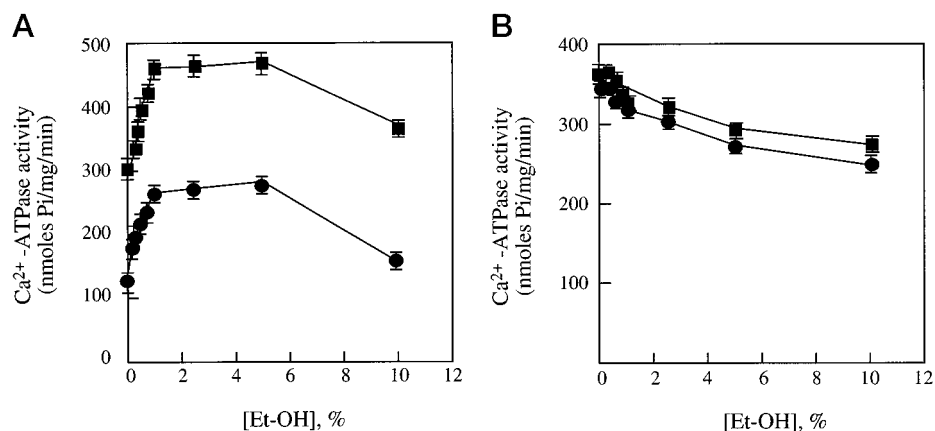 A
500
400
300
200
100
0
Ca²⁺ -ATPase activity
(nmoles Pi/mg/min)
0 2 4 6 8 10 12
[Et-OH], %
B
400
300
200
100
Ca²⁺ -ATPase activity
(nmoles Pi/mg/min)
0 2 4 6 8 10 12
[Et-OH], %